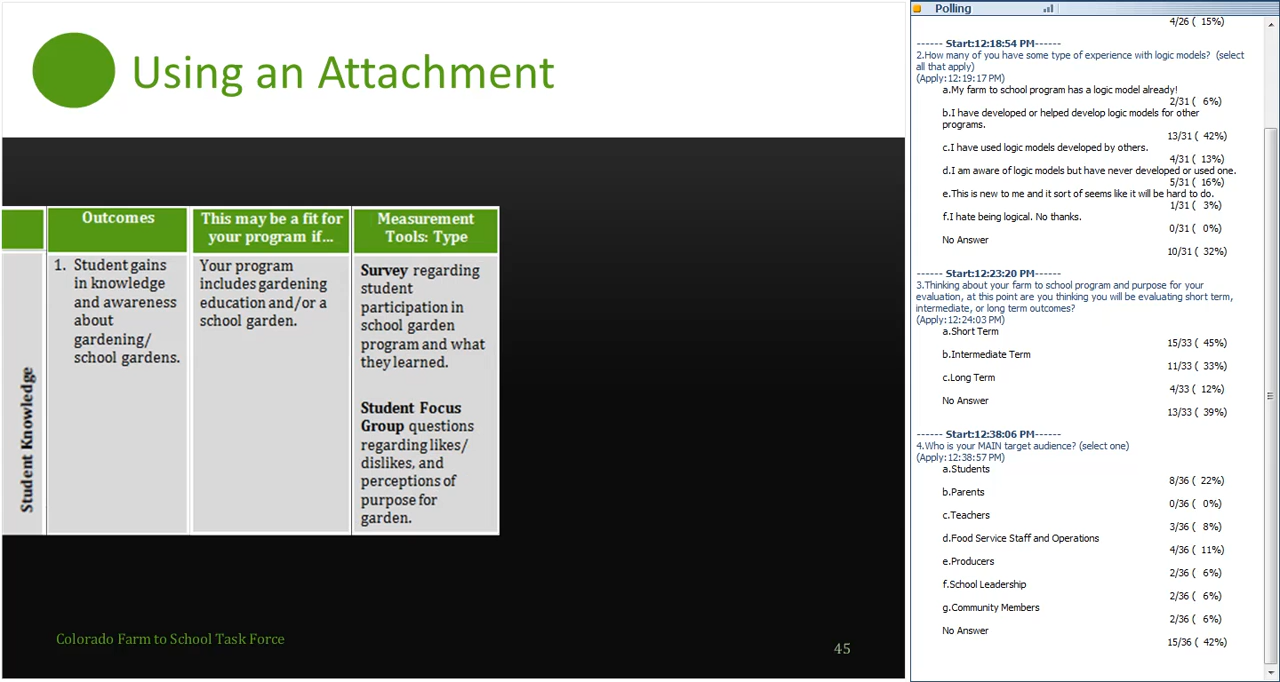 Using an Attachment
Outcomes
This may be a fit for
your program if...
Measurement
Tools: Type
Student Knowledge
1. Student gains
in knowledge
and awareness
about
gardening/
school gardens.
Your program
includes gardening
education and/or a
school garden.
Survey regarding
student
participation in
school garden
program and what
they learned.
Student Focus
Group questions
regarding likes/
dislikes, and
perceptions of
purpose for
garden.
Colorado Farm to School Task Force
45
Polling
4/26 ( 15%)
------ Start:12:18:54 PM------
2.How many of you have some type of experience with logic models? (select
all that apply)
(Apply:12:19:17 PM)
a.My farm to school program has a logic model already!
2/31 ( 6%)
b.I have developed or helped develop logic models for other
programs.
13/31 ( 42%)
c.I have used logic models developed by others.
4/31 ( 13%)
d.I am aware of logic models but have never developed or used one.
5/31 ( 16%)
e.This is new to me and it sort of seems like it will be hard to do.
1/31 ( 3%)
f.I hate being logical. No thanks.
0/31 ( 0%)
No Answer
10/31 ( 32%)
------ Start:12:23:20 PM------
3.Thinking about your farm to school program and purpose for your
evaluation, at this point are you thinking you will be evaluating short term,
intermediate, or long term outcomes?
(Apply:12:24:03 PM)
a.Short Term
15/33 ( 45%)
b.Intermediate Term
11/33 ( 33%)
c.Long Term
4/33 ( 12%)
No Answer
13/33 ( 39%)
------ Start:12:38:06 PM------
4.Who is your MAIN target audience? (select one)
(Apply:12:38:57 PM)
a.Students
8/36 ( 22%)
b.Parents
0/36 ( 0%)
c.Teachers
3/36 ( 8%)
d.Food Service Staff and Operations
4/36 ( 11%)
e.Producers
2/36 ( 6%)
f.School Leadership
2/36 ( 6%)
g.Community Members
2/36 ( 6%)
No Answer
15/36 ( 42%)